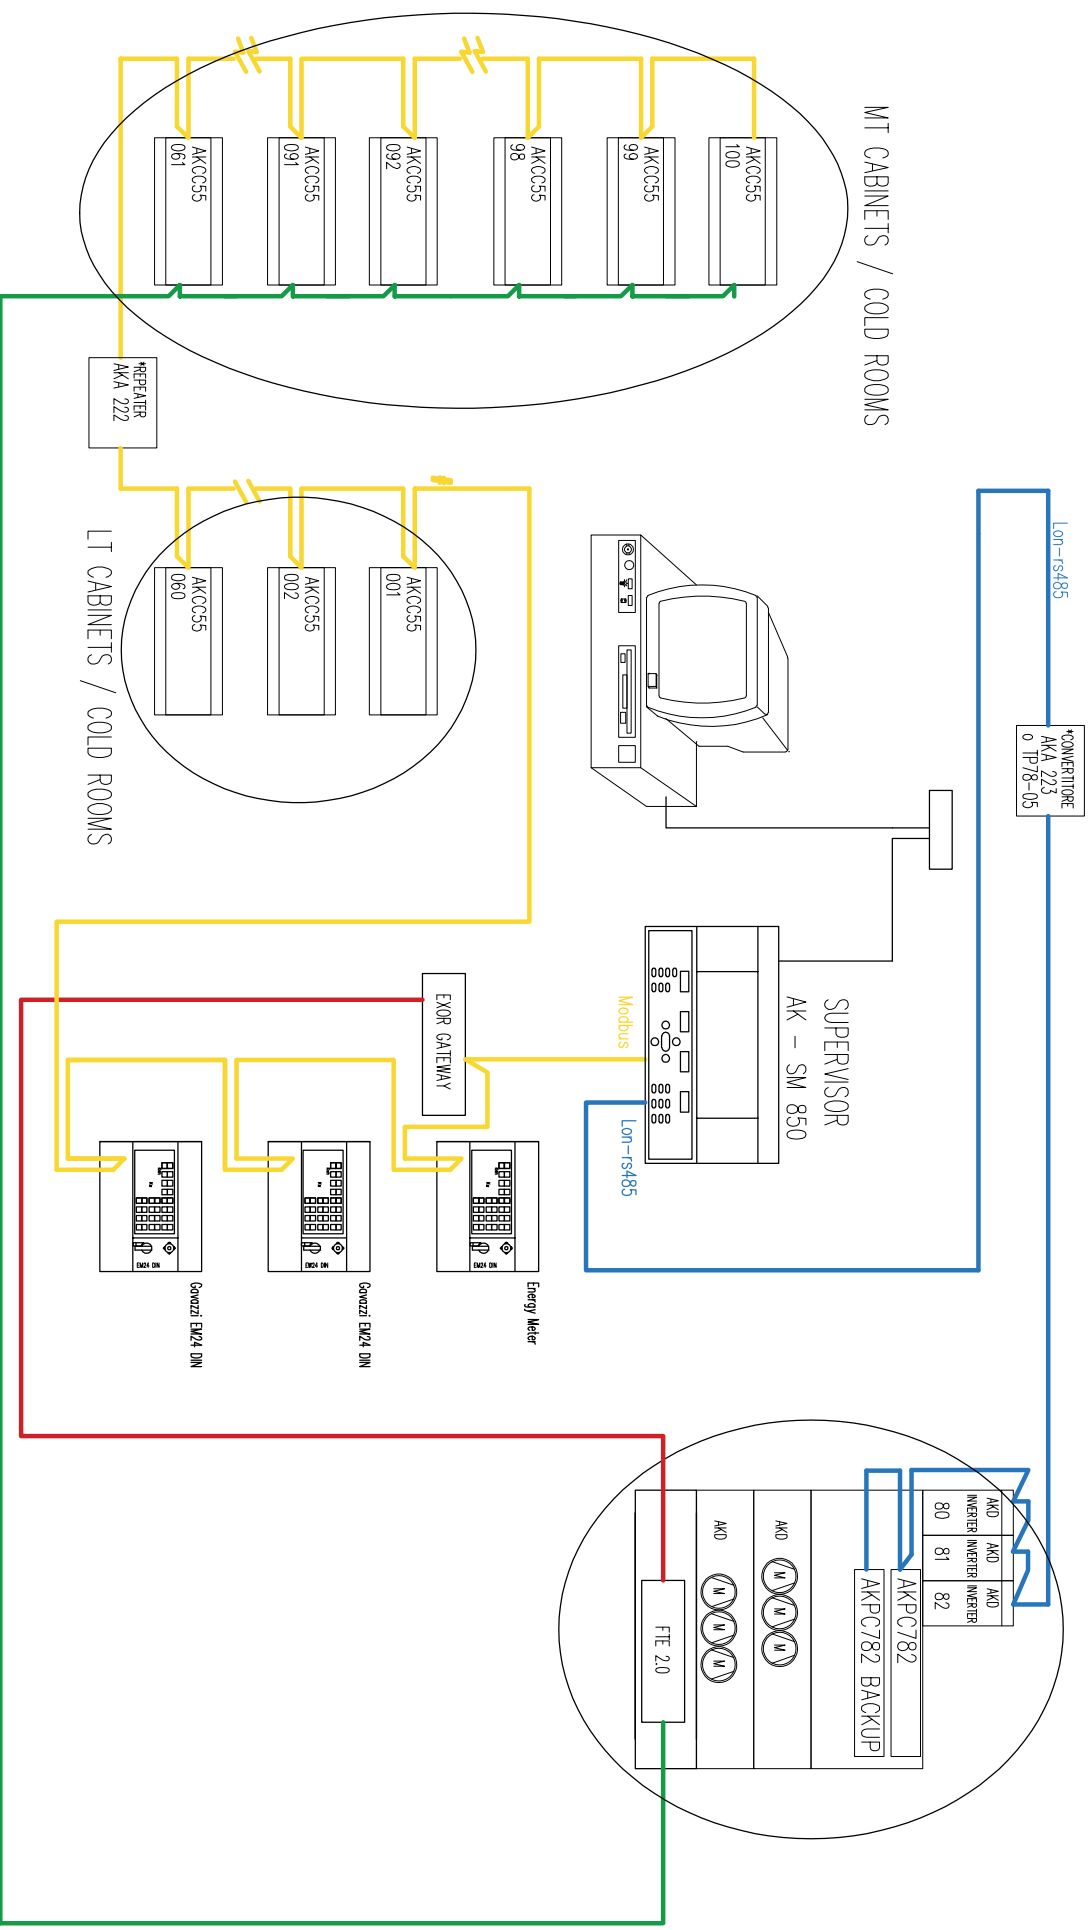 MT CABINETS / COLD ROOMS
AKCC55
061
AKCC55
091
AKCC55
092
AKCC55
98
AKCC55
99
AKCC55
100
*REPEATER
AKA 222
LT CABINETS / COLD ROOMS
AKCC55
060
AKCC55
002
AKCC55
001
Lon-rs485
*CONVERTITORE
AKA 223
o TP78-05
SUPERVISOR
AK - SM 850
Modbus
Lon-rs485
EXOR GATEWAY
EM24 DIN
Gavazzi EM24 DIN
EM24 DIN
Gavazzi EM24 DIN
EM24 DIN
Energy Meter
AKD
INVERTER
80
AKD
INVERTER
81
AKD
INVERTER
82
AKPC782
AKPC782 BACKUP
AKD
M
M
M
AKD
M
M
M
FTE 2.0